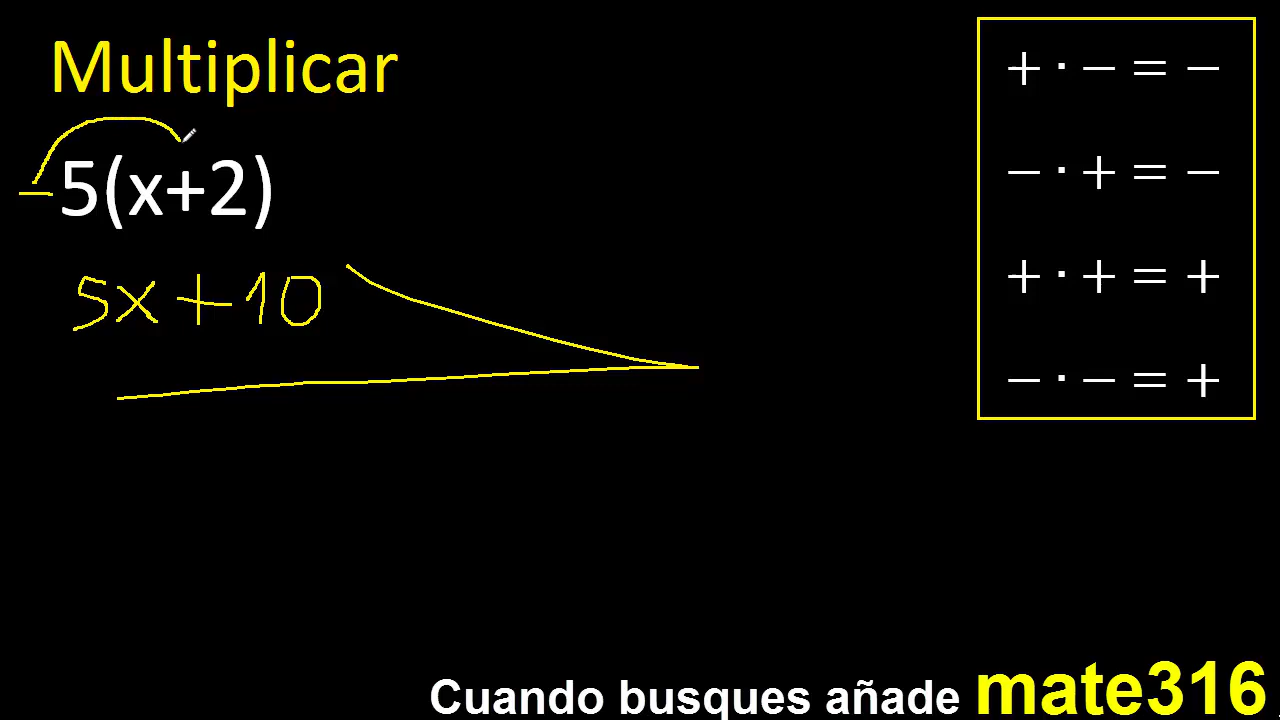 Multiplicar
−5(x+2)
5x+10
+ · − = −
− · + = −
+ · + = +
− · − = +
Cuando busques añade mate316